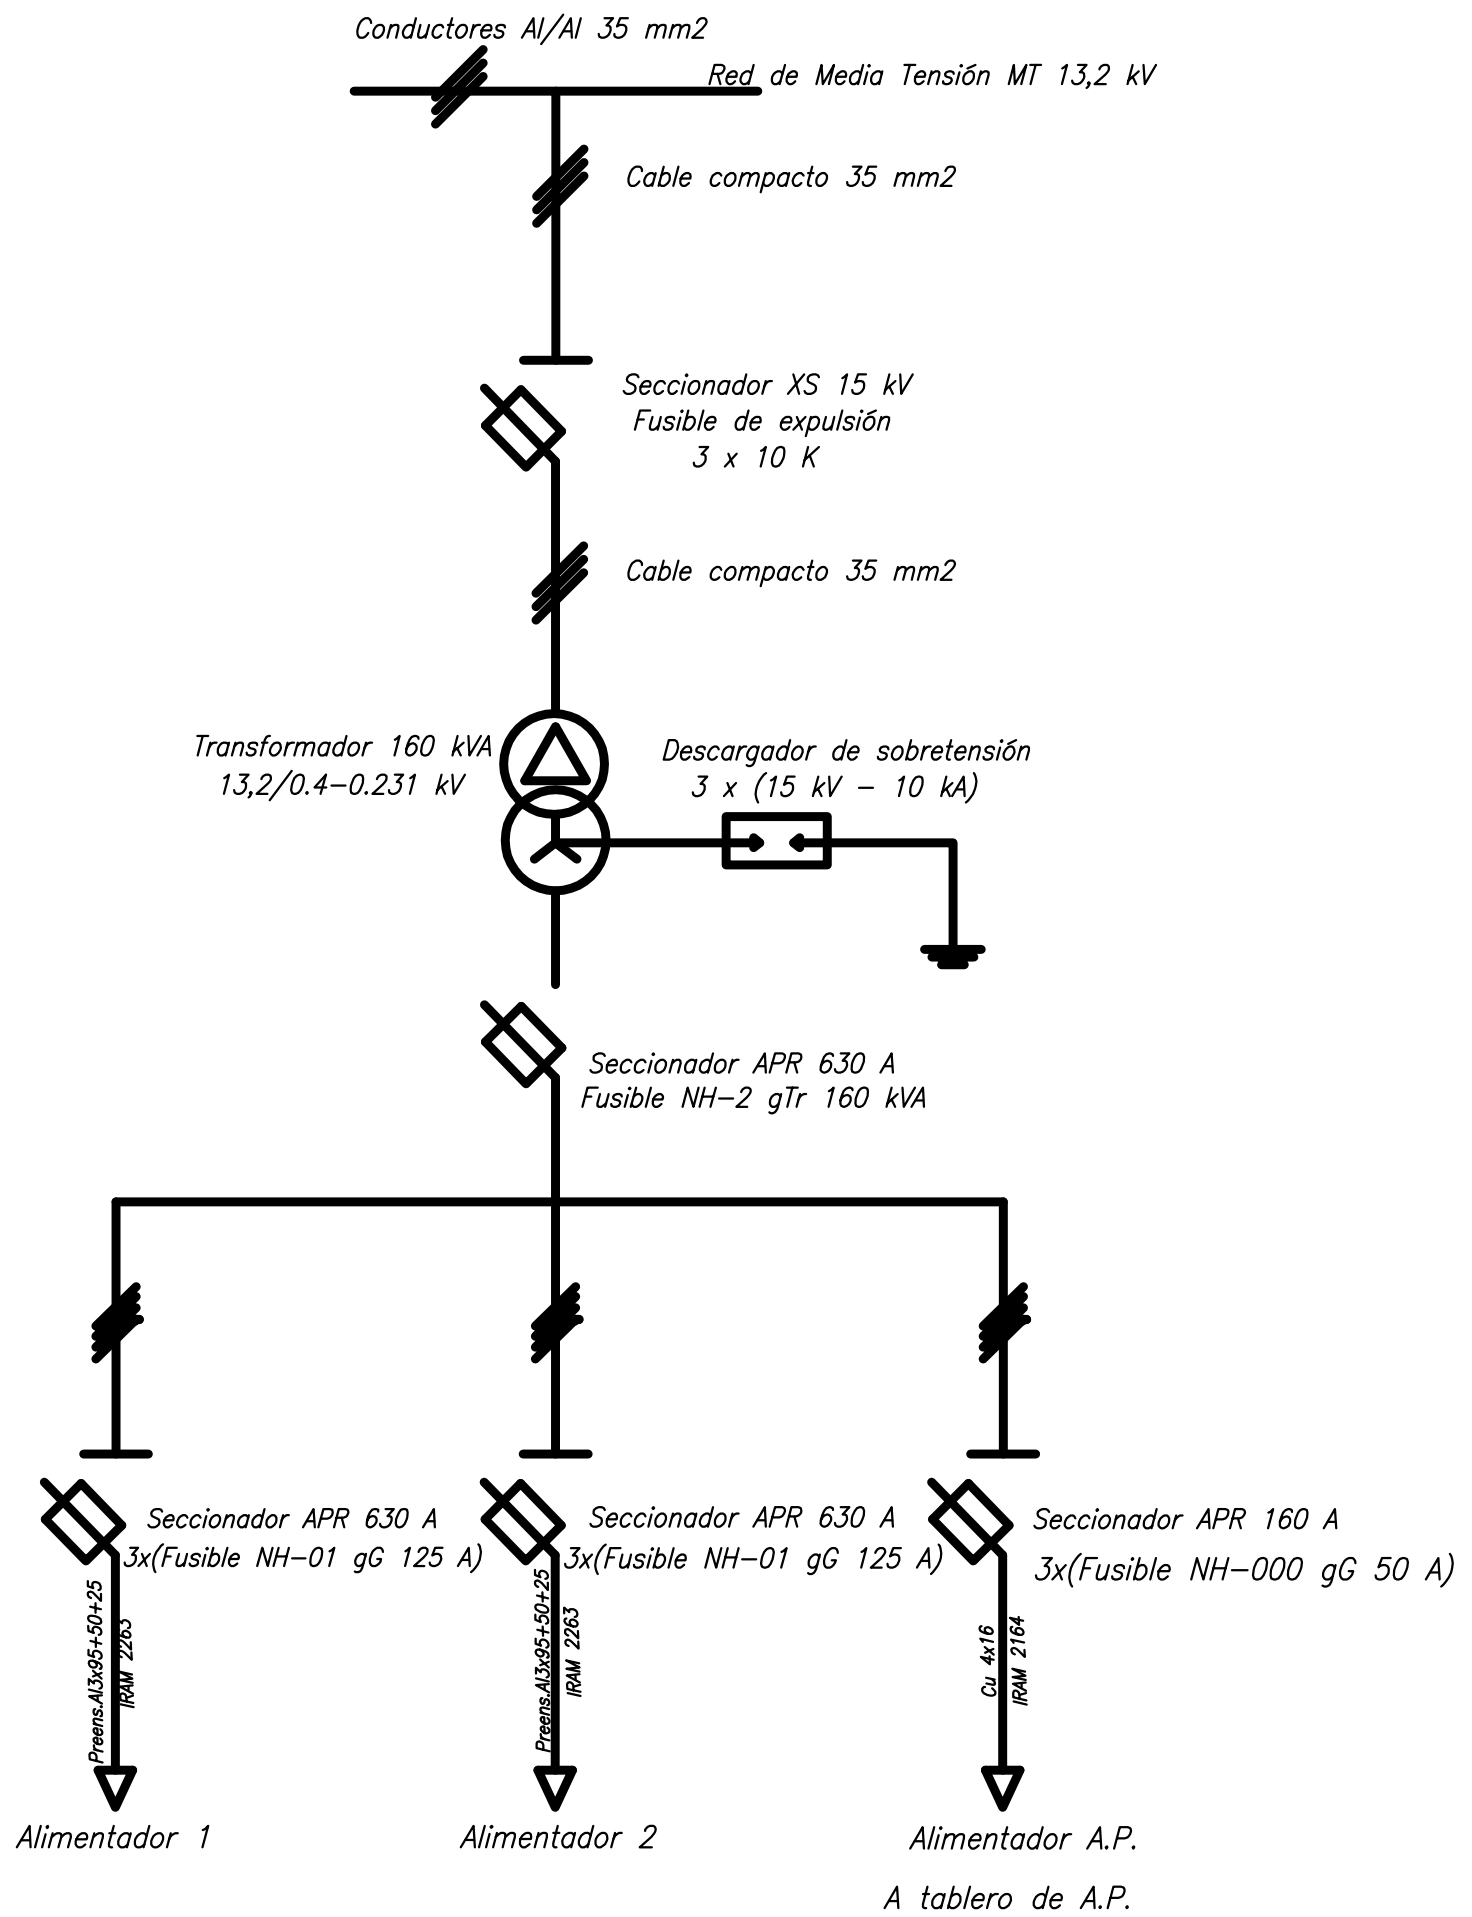 Conductores Al/Al 35 mm2
Red de Media Tensión MT 13,2 kV
Cable compacto 35 mm2
Seccionador XS 15 kV
Fusible de expulsión
3 x 10 K
Cable compacto 35 mm2
Transformador 160 kVA
13,2/0.4-0.231 kV
Descargador de sobretensión
3 x (15 kV - 10 kA)
Seccionador APR 630 A
Fusible NH-2 gTr 160 kVA
Seccionador APR 630 A
3x(Fusible NH-01 gG 125 A)
Seccionador APR 630 A
3x(Fusible NH-01 gG 125 A)
Seccionador APR 160 A
3x(Fusible NH-000 gG 50 A)
Preens.Al3x95+50+25
IRAM 2263
Preens.Al3x95+50+25
IRAM 2263
Cu 4x16
IRAM 2164
Alimentador 1
Alimentador 2
Alimentador A.P.
A tablero de A.P.